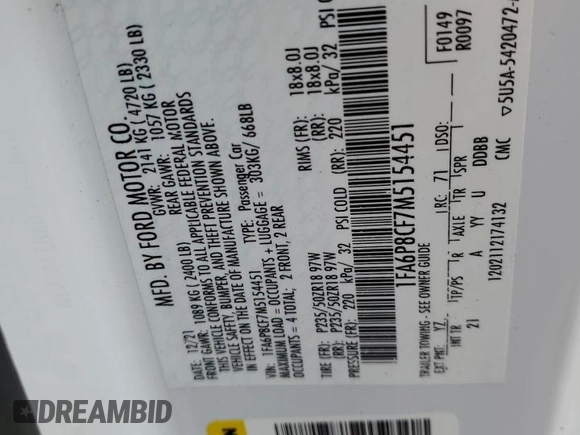 MFD. BY FORD MOTOR CO.
DATE: 12/21
GVWR: 2141 KG ( 4720 LB)
FRONT GAWR: 1089 KG ( 2400 LB)
REAR GAWR: 1057 KG ( 2330 LB)
VEHICLE CONFORMS TO ALL APPLICABLE FEDERAL MOTOR
VEHICLE SAFETY, BUMPER, AND THEFT PREVENTION STANDARDS
IN EFFECT ON THE DATE OF MANUFACTURE SHOWN ABOVE.
VIN: 1FA6P8CF7M5154451 TYPE: Passenger Car
MAXIMUM LOAD = OCCUPANTS + LUGGAGE = 303KG/ 668LB
OCCUPANTS = 4 TOTAL; 2 FRONT, 2 REAR
TIRE (FR): P235/50ZR18 97W RIMS (FR): 18x8.0J
TIRE (RR): P235/50ZR18 97W (RR): 18x8.0J
PRESS (FR): 220 kPa/ 32 PSI COLD (RR): 220 kPa/ 32 PSI C
1FA6P8CF7M5154451
F0149
R0097
TRAILER TOWING - SEE OWNER GUIDE
EXT PNT: YZ RC: 71 DSO:
INT TR TP/PS R AXLE TR SPR
21 A YY U DDBB
12002112174132 CMC
▽5U5A-5420472-
DREAMBID